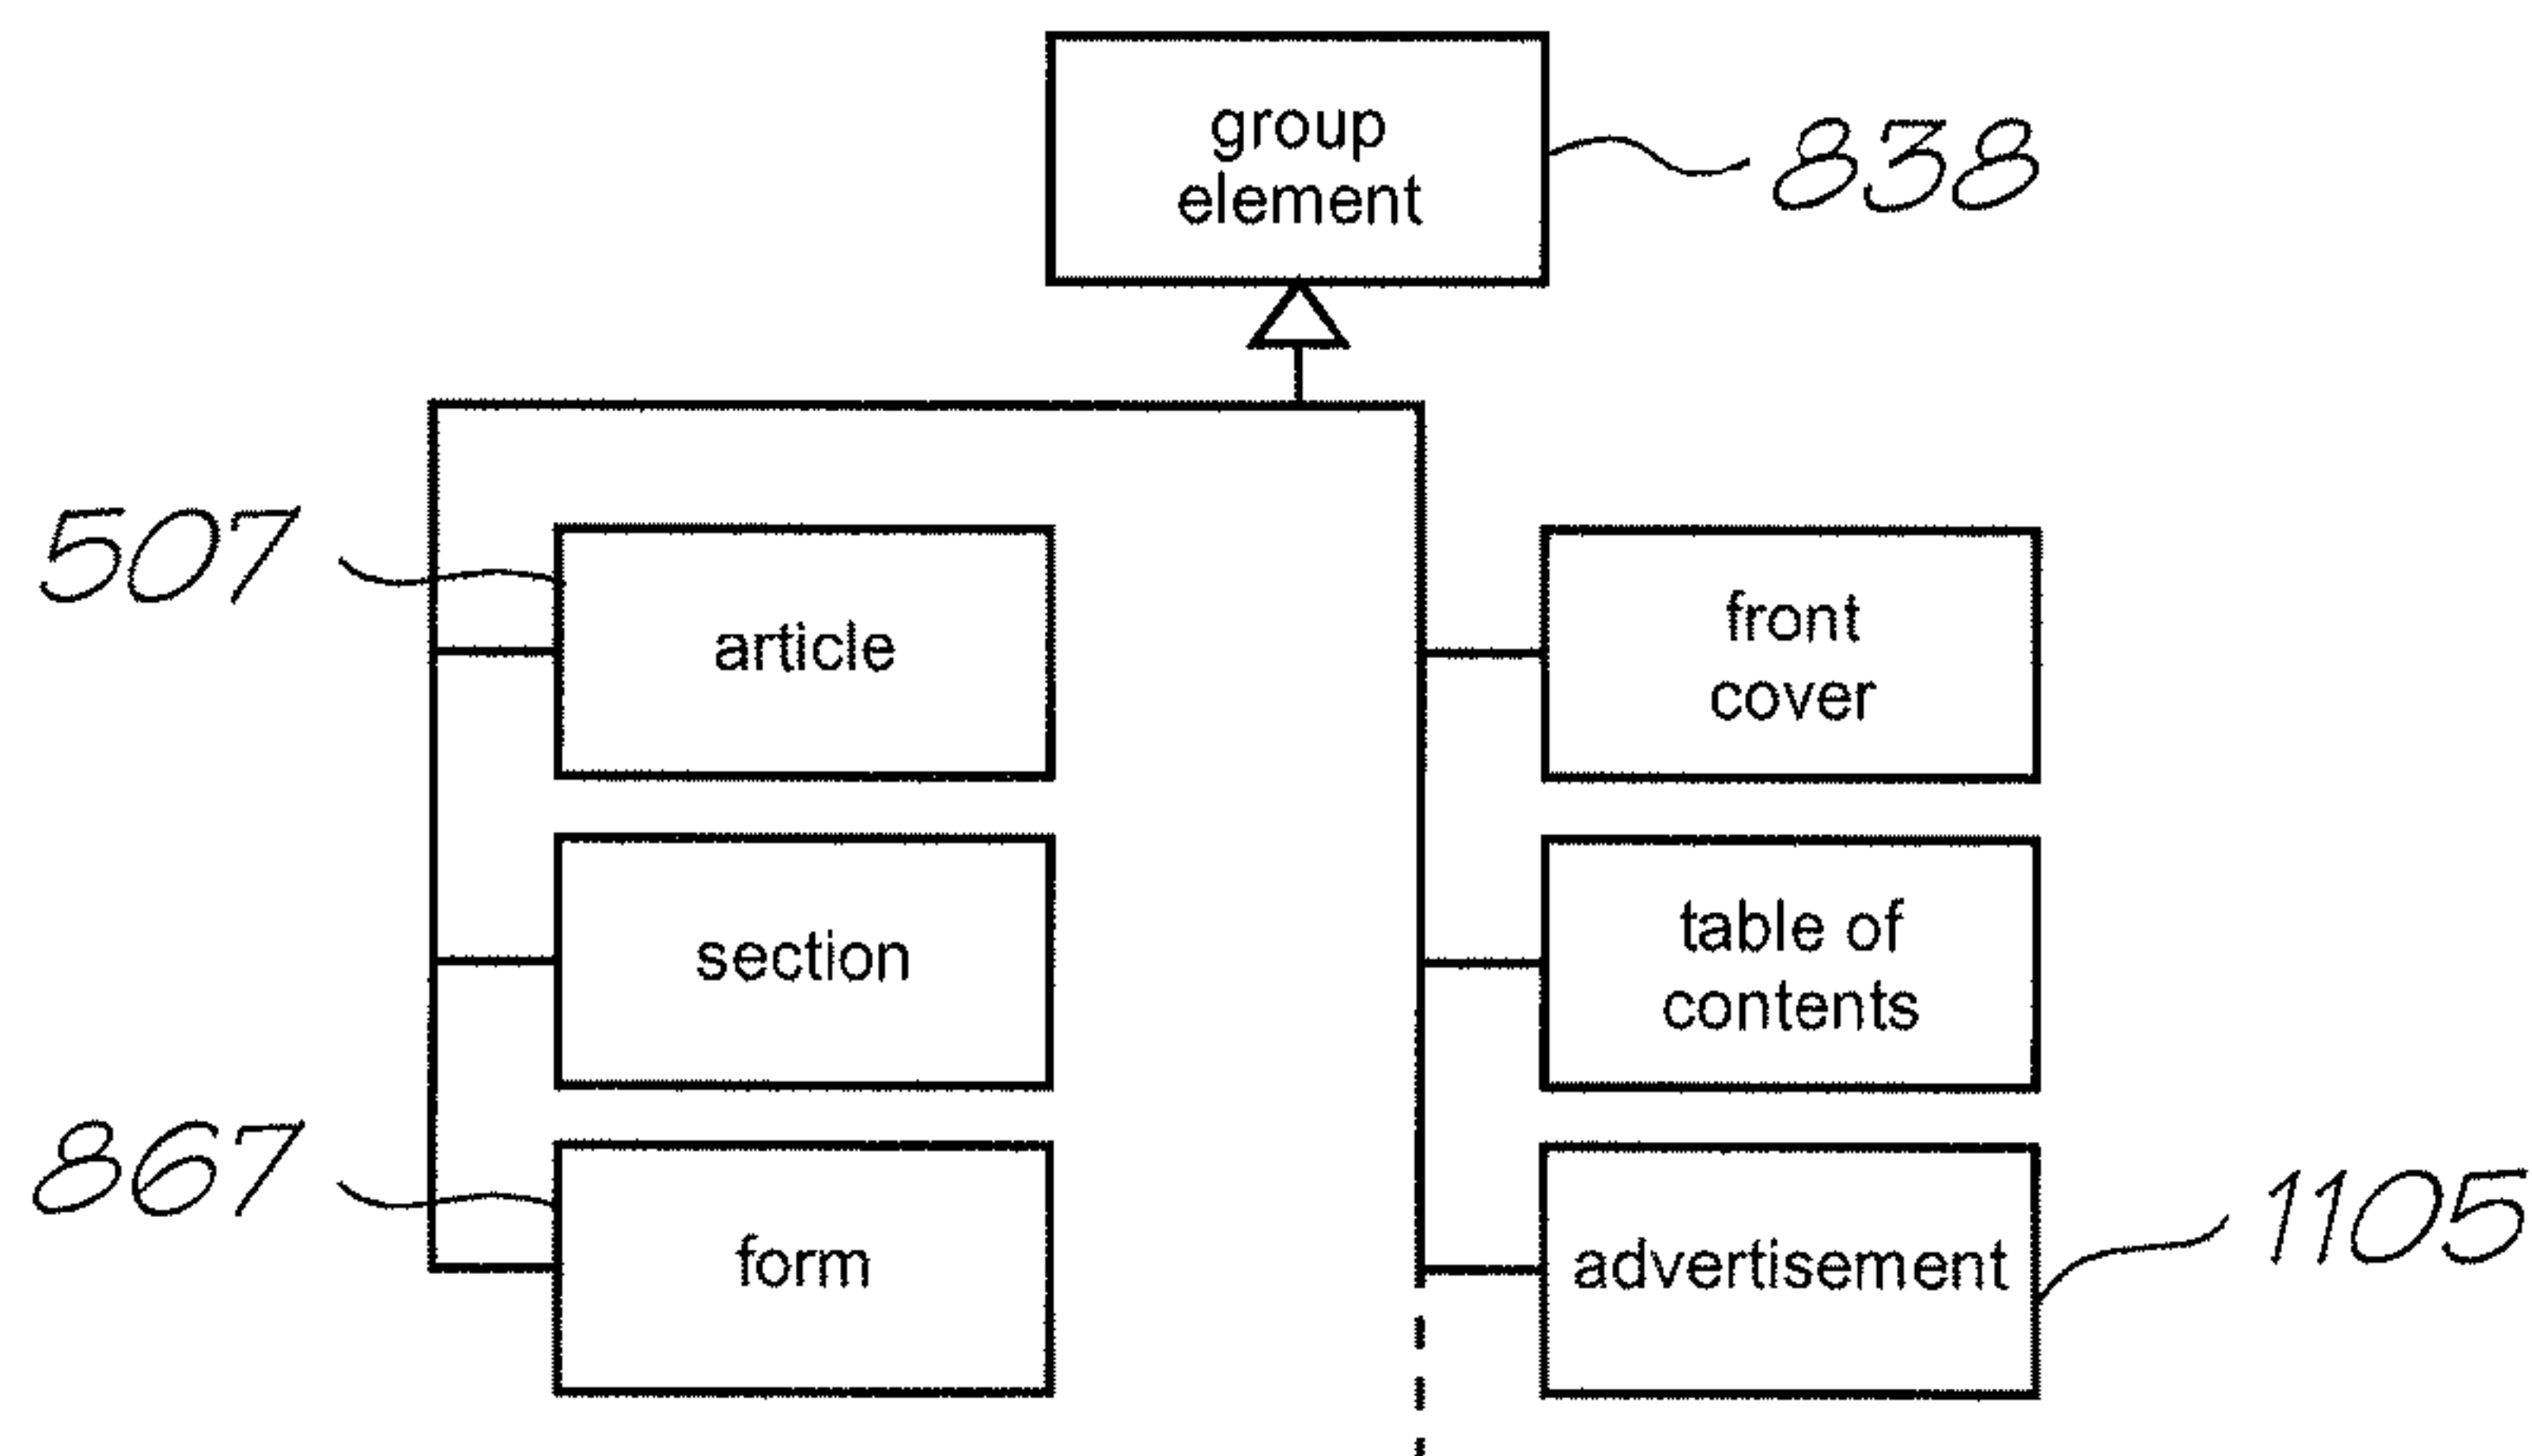 group
element
838
507
article
front
cover
section
table of
contents
867
form
advertisement
1105